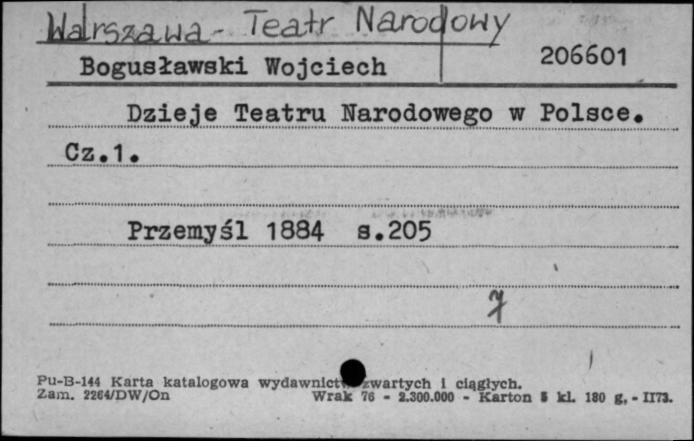 Warszawa - Teatr Narodowy
Bogusławski Wojciech 206601
Dzieje Teatru Narodowego w Polsce.
Cz.1.
Przemyśl 1884 s.205
7
Pu-B-144 Karta katalogowa wydawnictw zwartych i ciągłych.
Zam. 2264/DW/On Wrak 76 - 2.300.000 - Karton 5 kl. 180 g, - II73.